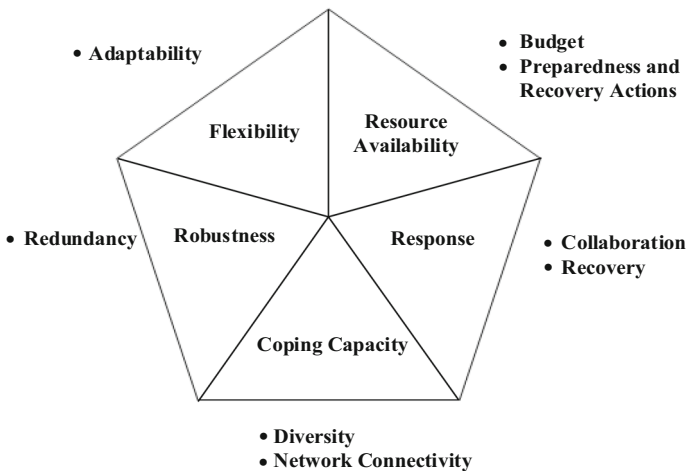 • Adaptability
• Budget
• Preparedness and
Recovery Actions
Flexibility
Resource
Availability
• Redundancy
Robustness
Response
• Collaboration
• Recovery
Coping Capacity
• Diversity
• Network Connectivity